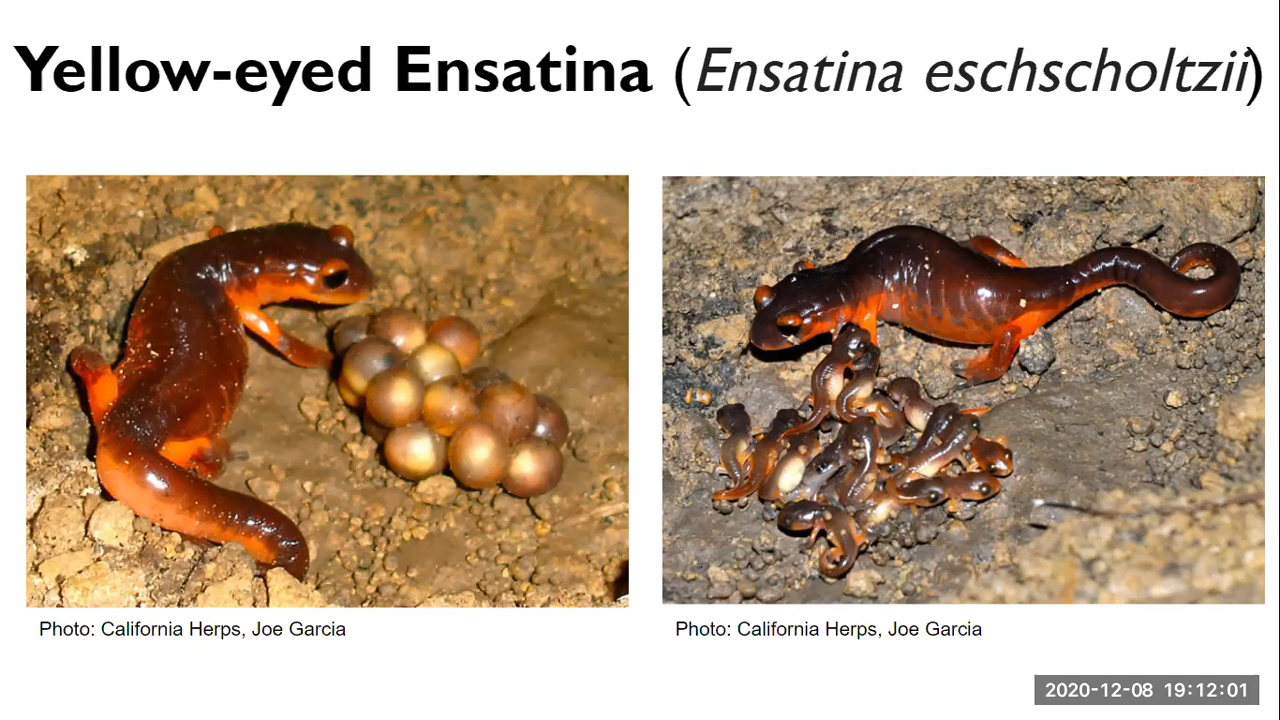 Yellow-eyed Ensatina (Ensatina eschscholtzii)
Photo: California Herps, Joe Garcia
Photo: California Herps, Joe Garcia
2020-12-08 19:12:01